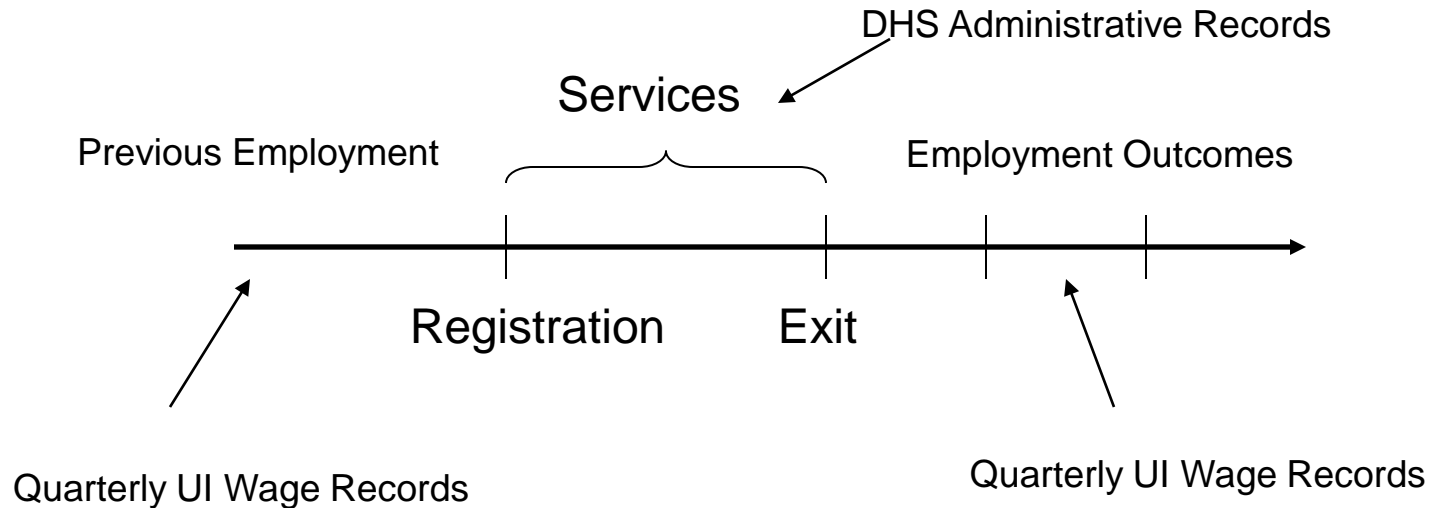 DHS Administrative Records
Services
Previous Employment
Employment Outcomes
Registration
Exit
Quarterly UI Wage Records
Quarterly UI Wage Records